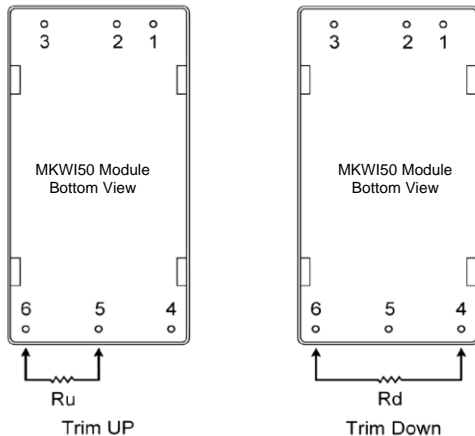 3 2 1
MKWI50 Module
Bottom View
6 5 4
Ru
Trim UP
3 2 1
MKWI50 Module
Bottom View
6 5 4
Rd
Trim Down